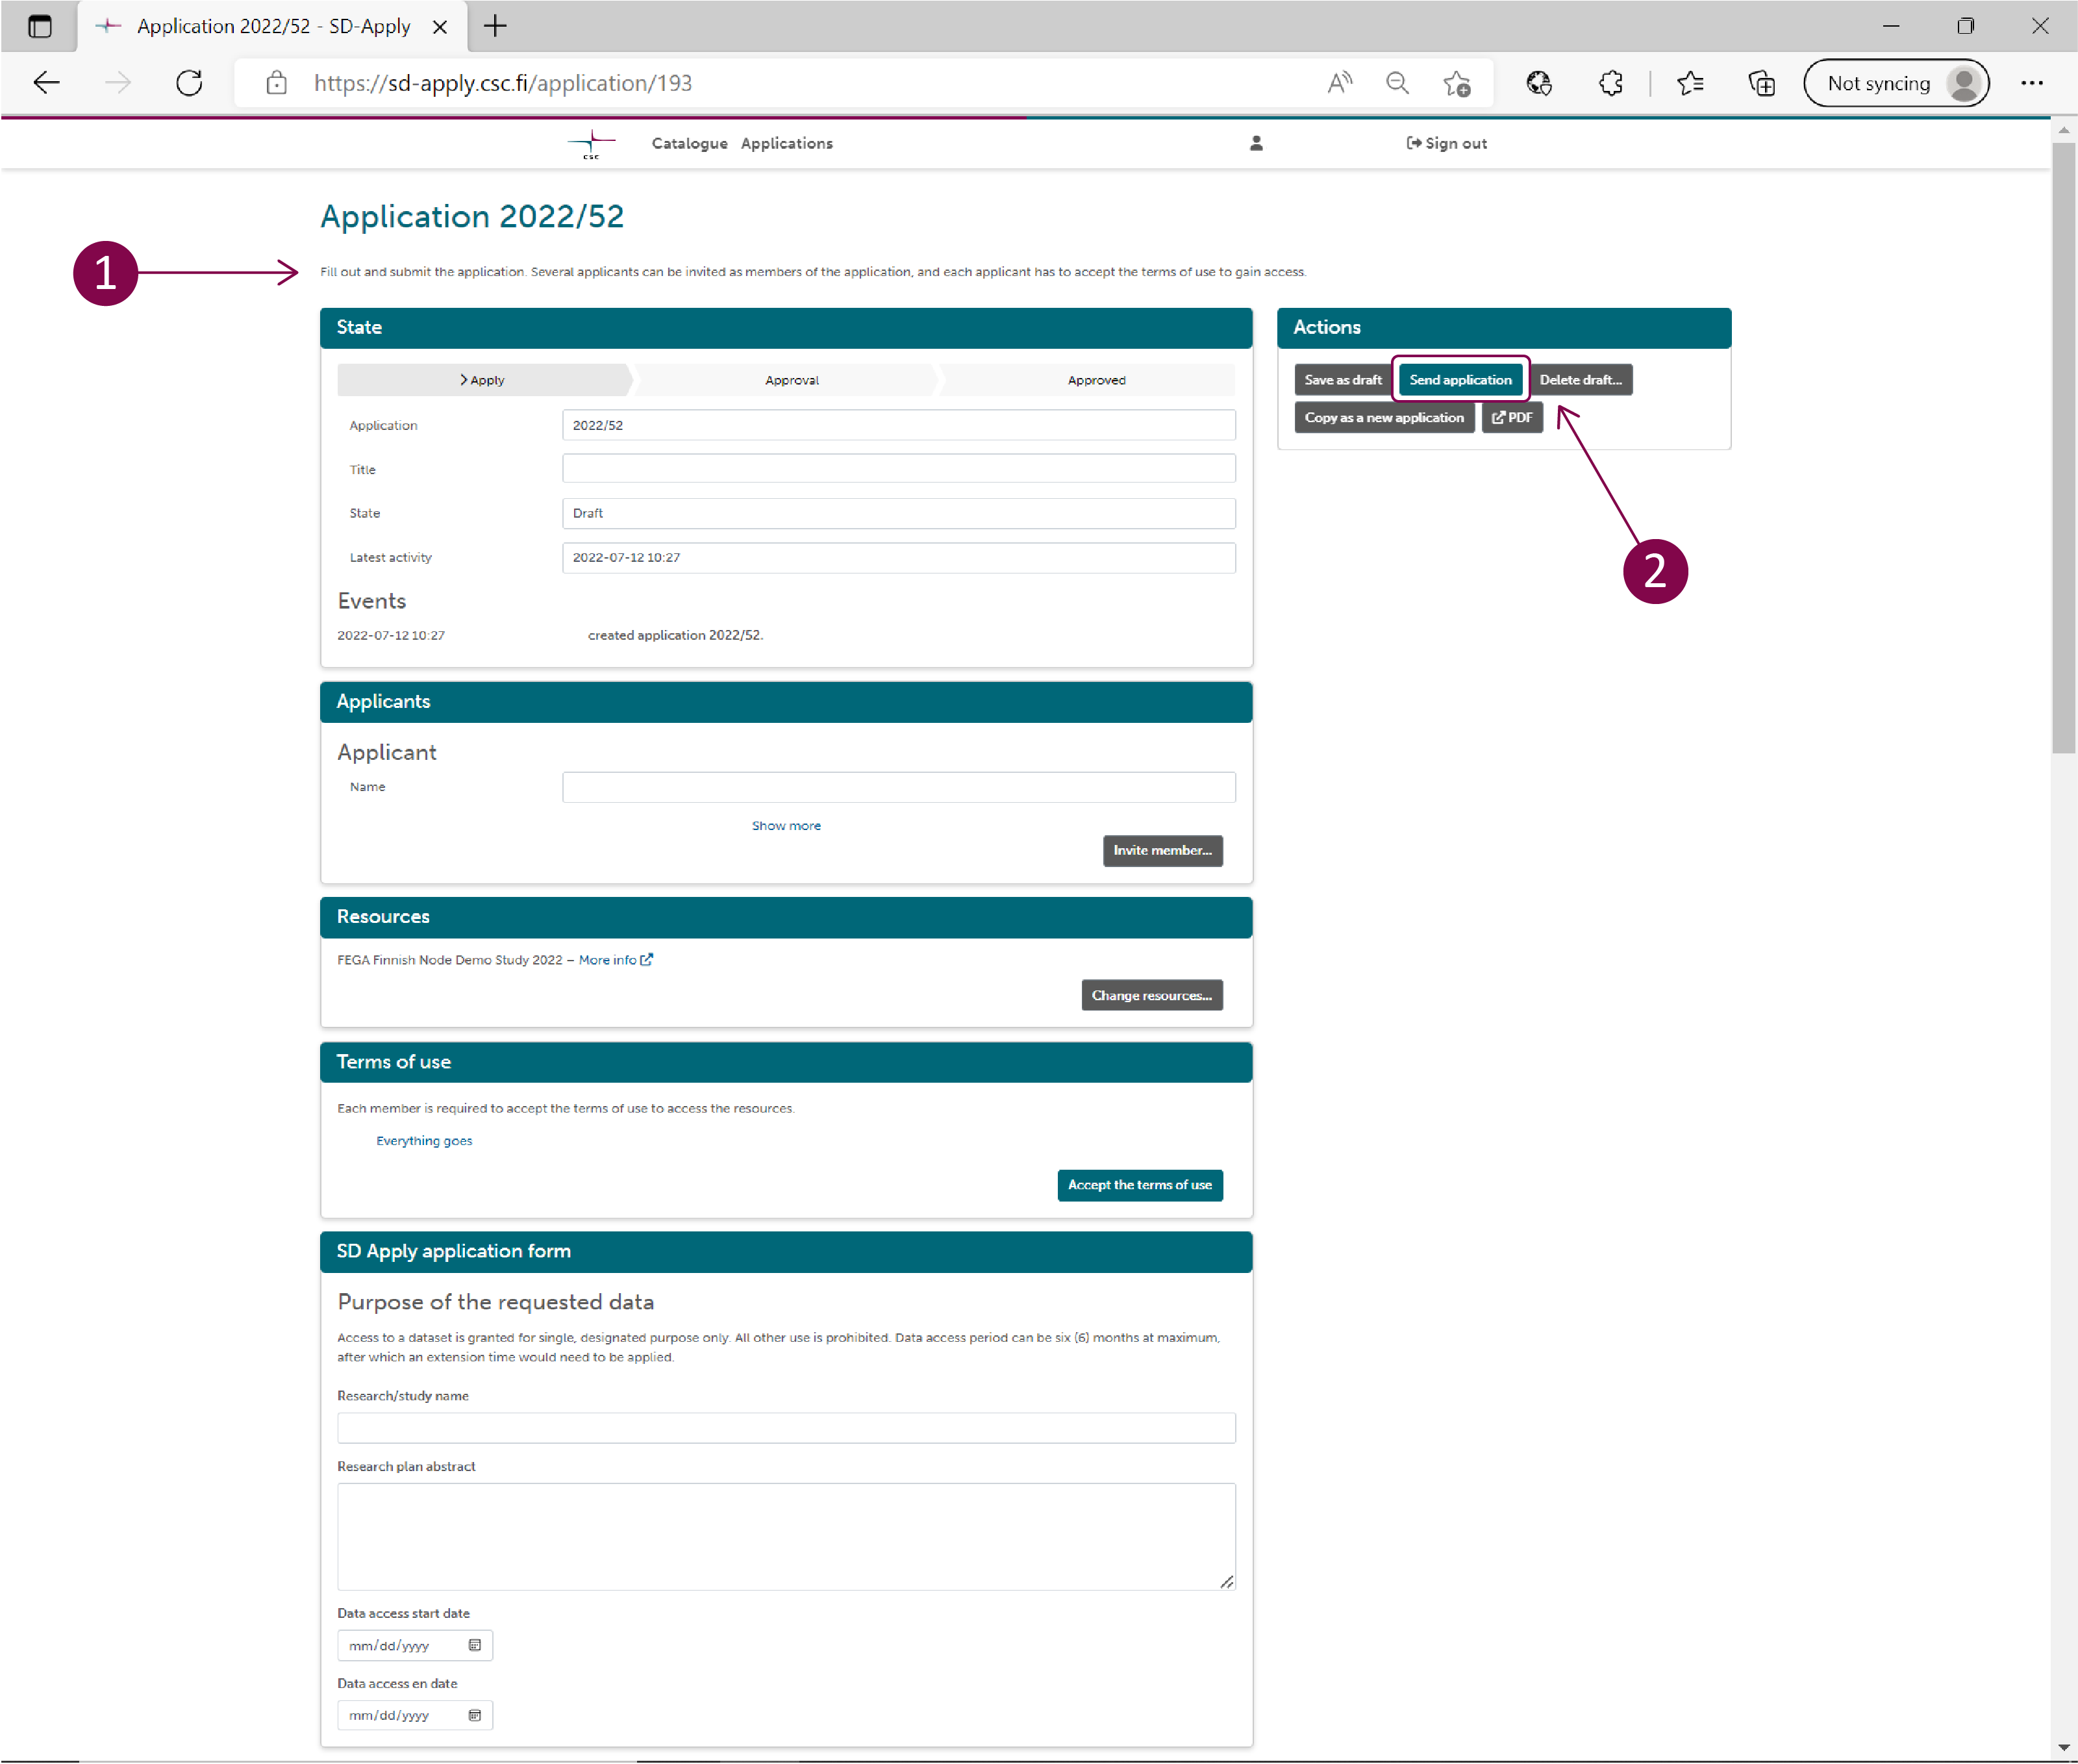 Application 2022/52 - SD-Apply
https://sd-apply.csc.fi/application/193
Not syncing
csc
Catalogue Applications
Sign out
Application 2022/52
1
Fill out and submit the application. Several applicants can be invited as members of the application, and each applicant has to accept the terms of use to gain access.
State
Apply
Approval
Approved
Application
2022/52
Title
State
Draft
Latest activity
2022-07-12 10:27
Events
2022-07-12 10:27
created application 2022/52.
Actions
Save as draft
Send application
Delete draft...
Copy as a new application
PDF
2
Applicants
Applicant
Name
Show more
Invite member...
Resources
FEGA Finnish Node Demo Study 2022 – More info
Change resources...
Terms of use
Each member is required to accept the terms of use to access the resources.
Everything goes
Accept the terms of use
SD Apply application form
Purpose of the requested data
Access to a dataset is granted for single, designated purpose only. All other use is prohibited. Data access period can be six (6) months at maximum,
after which an extension time would need to be applied.
Research/study name
Research plan abstract
Data access start date
mm/dd/yyyy
Data access en date
mm/dd/yyyy